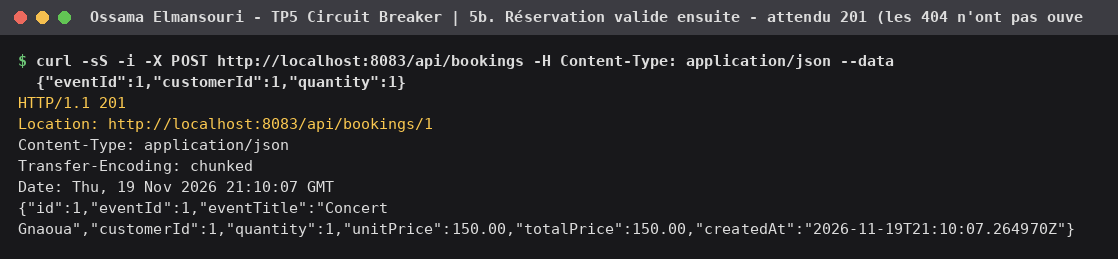 Ossama Elmansouri - TP5 Circuit Breaker | 5b. Réservation valide ensuite - attendu 201 (les 404 n'ont pas ouve
$ curl -sS -i -X POST http://localhost:8083/api/bookings -H Content-Type: application/json --data
{"eventId":1,"customerId":1,"quantity":1}
HTTP/1.1 201
Location: http://localhost:8083/api/bookings/1
Content-Type: application/json
Transfer-Encoding: chunked
Date: Thu, 19 Nov 2026 21:10:07 GMT
{"id":1,"eventId":1,"eventTitle":"Concert
Gnaoua","customerId":1,"quantity":1,"unitPrice":150.00,"totalPrice":150.00,"createdAt":"2026-11-19T21:10:07.264970Z"}